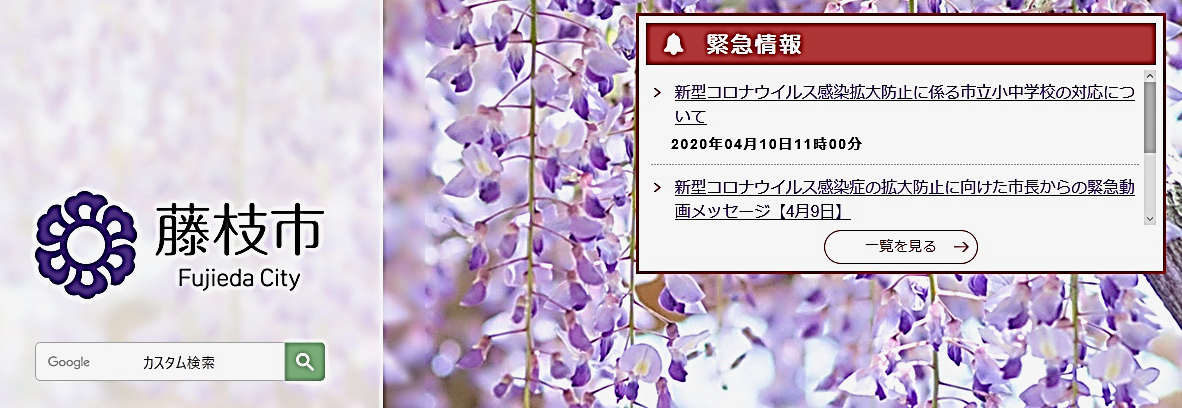 緊急情報
新型コロナウイルス感染拡大防止に係る市立小中学校の対応につ
いて
2020年04月10日11時00分
新型コロナウイルス感染症の拡大防止に向けた市長からの緊急動
画メッセージ【4月9日】
一覧を見る
藤枝市
Fujieda City
Google カスタム検索